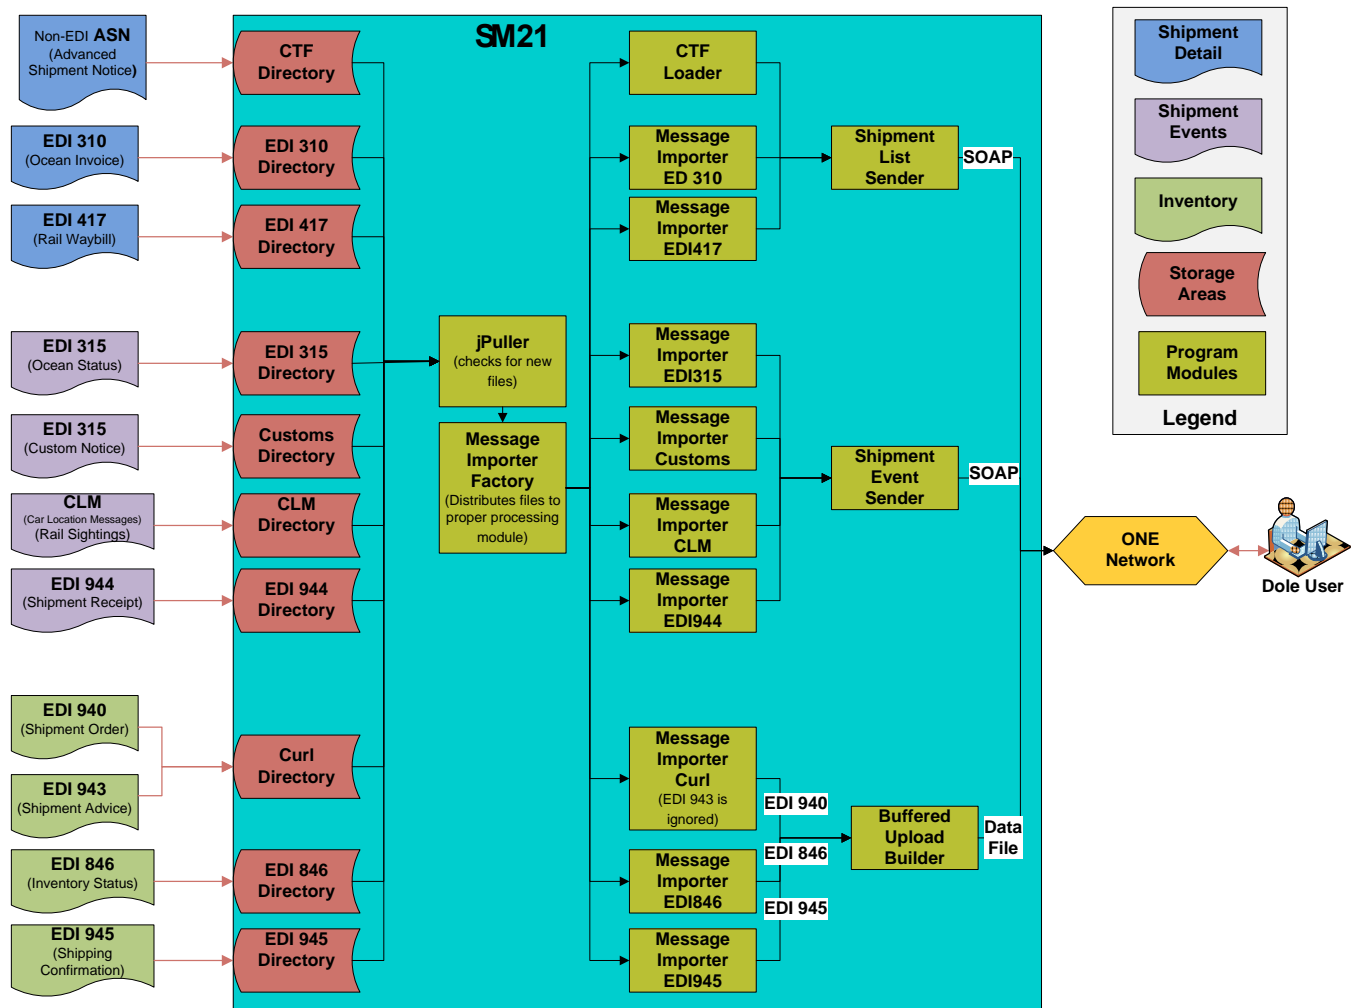 SM21
Non-EDI ASN
(Advanced
Shipment Notice)
EDI 310
(Ocean Invoice)
EDI 417
(Rail Waybill)
EDI 315
(Ocean Status)
EDI 315
(Custom Notice)
CLM
(Car Location Messages)
Rail Sightings)
EDI 944
(Shipment Receipt)
EDI 940
(Shipment Order)
EDI 943
(Shipment Advice)
EDI 846
(Inventory Status)
EDI 945
(Shipping
Confirmation)
CTF
Directory
EDI 310
Directory
EDI 417
Directory
EDI 315
Directory
Customs
Directory
CLM
Directory
EDI 944
Directory
Curl
Directory
EDI 846
Directory
EDI 945
Directory
jPuller
(checks for new
files)
Message
Importer
Factory
(Distributes files to
proper processing
module)
CTF
Loader
Message
Importer
ED 310
Message
Importer
EDI417
Message
Importer
EDI315
Message
Importer
Customs
Message
Importer
CLM
Message
Importer
EDI944
Message
Importer
Curl
(EDI 943 is
ignored)
Message
Importer
EDI846
Message
Importer
EDI945
EDI 940
EDI 846
EDI 945
Shipment
List
Sender
SOAP
Shipment
Event
Sender
SOAP
Buffered
Upload
Builder
Data
File
ONE
Network
Dole User
Shipment
Detail
Shipment
Events
Inventory
Storage
Areas
Program
Modules
Legend